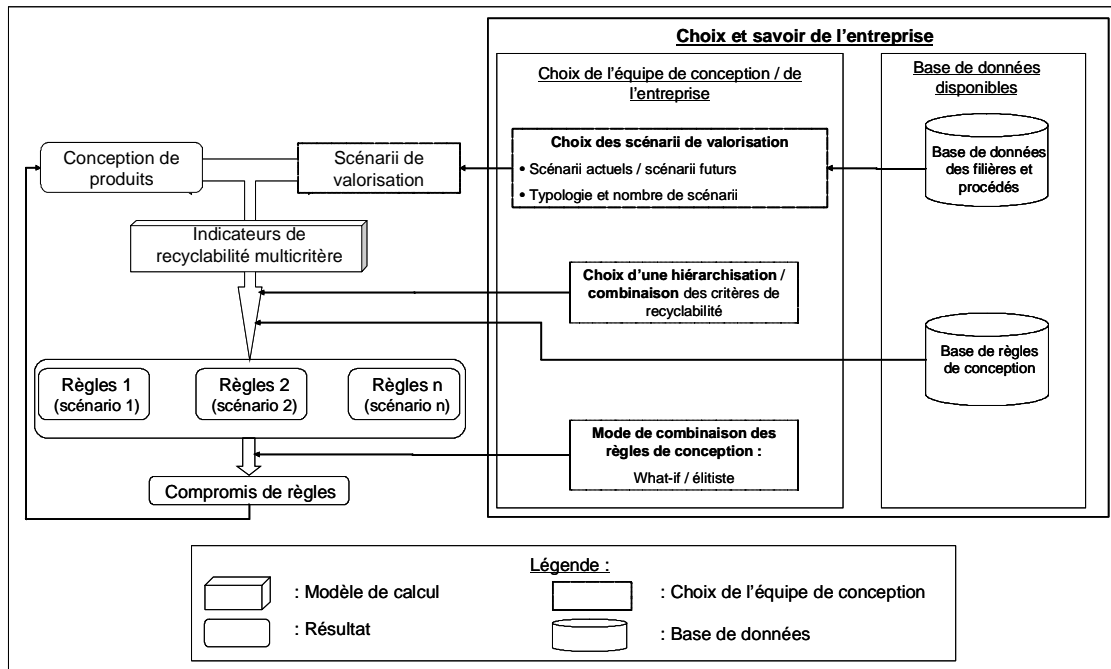 Choix et savoir de l'entreprise
Choix de l'équipe de conception / de
l'entreprise
Base de données
disponibles
Conception de
produits
Scénarii de
valorisation
Choix des scénarii de valorisation
• Scénarii actuels / scénario futurs
• Typologie et nombre de scénarii
Base de données
des filières et
procédés
Indicateurs de
recyclabilité multicritère
Choix d'une hiérarchisation /
combinaison des critères de
recyclabilité
Base de règles
de conception
Règles 1
(scénario 1)
Règles 2
(scénario 2)
Règles n
(scénario n)
Mode de combinaison des
règles de conception :
What-if / élitiste
Compromis de règles
Légende :
: Modèle de calcul
: Choix de l'équipe de conception
: Résultat
: Base de données